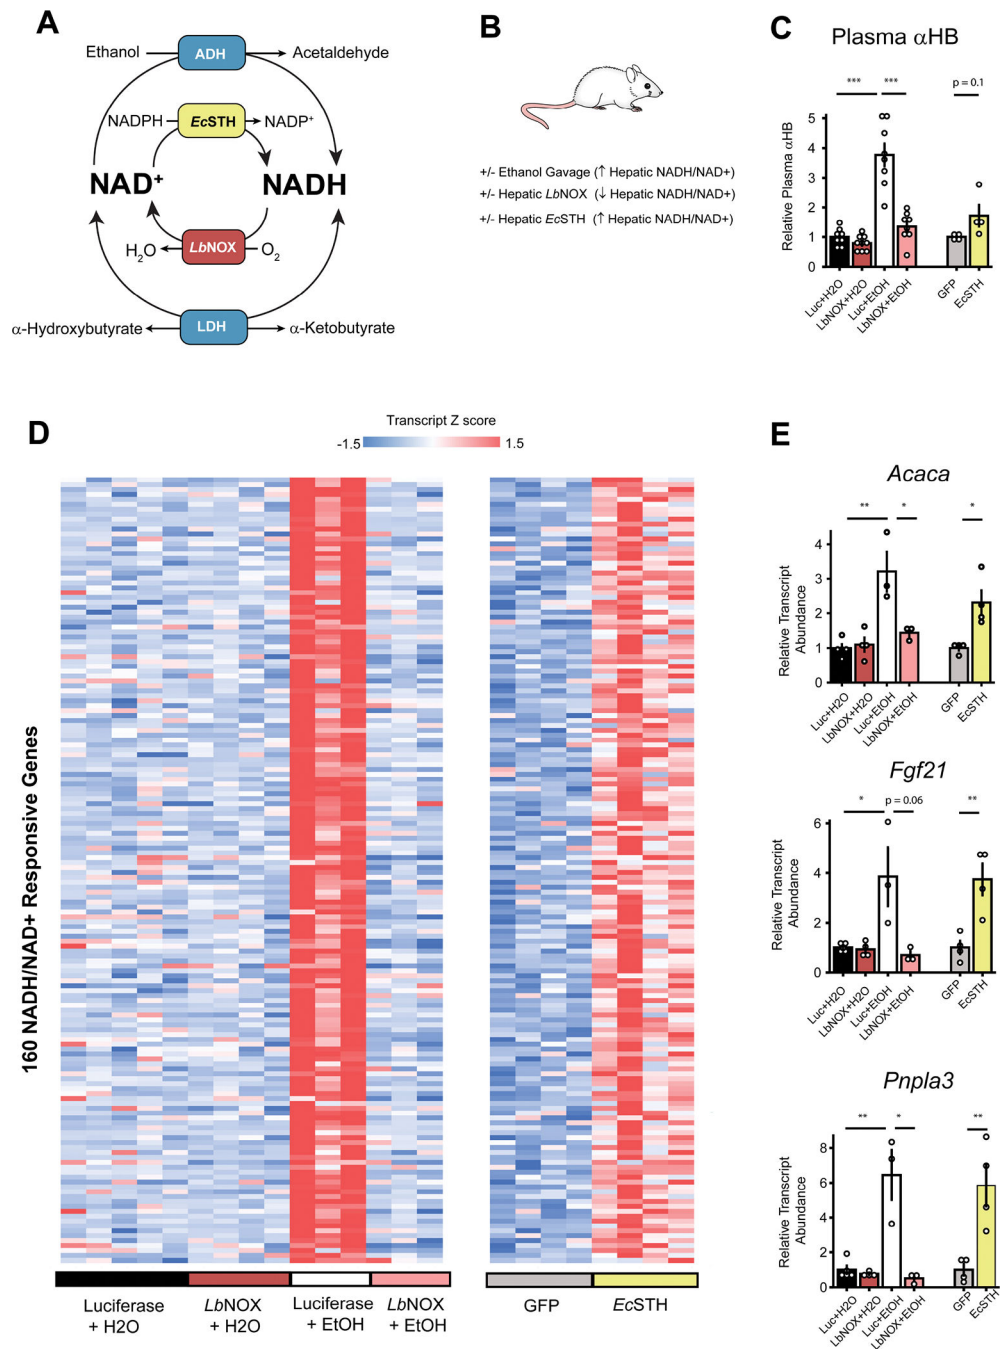 A
Ethanol
ADH
Acetaldehyde
NADPH
EcSTH
NADP+
NAD+
NADH
H2O
LbNOX
O2
α-Hydroxybutyrate
LDH
α-Ketobutyrate
B
+/- Ethanol Gavage (↑ Hepatic NADH/NAD+)
+/- Hepatic LbNOX (↓ Hepatic NADH/NAD+)
+/- Hepatic EcSTH (↑ Hepatic NADH/NAD+)
C
Plasma αHB
*** *** p = 0.1
Relative Plasma αHB
5
4
3
2
1
0
Luc+H2O
LbNOX+H2O
Luc+EtOH
LbNOX+EtOH
GFP
EcSTH
D
Transcript Z score
-1.5 1.5
160 NADH/NAD+ Responsive Genes
Luciferase + H2O
LbNOX + H2O
Luciferase + EtOH
LbNOX + EtOH
GFP
EcSTH
E
Acaca
** * *
Relative Transcript
Abundance
4
3
2
1
0
Luc+H2O
LbNOX+H2O
Luc+EtOH
LbNOX+EtOH
GFP
EcSTH
Fgf21
* p = 0.06 **
Relative Transcript
Abundance
6
4
2
0
Luc+H2O
LbNOX+H2O
Luc+EtOH
LbNOX+EtOH
GFP
EcSTH
Pnpla3
** * **
Relative Transcript
Abundance
8
6
4
2
0
Luc+H2O
LbNOX+H2O
Luc+EtOH
LbNOX+EtOH
GFP
EcSTH